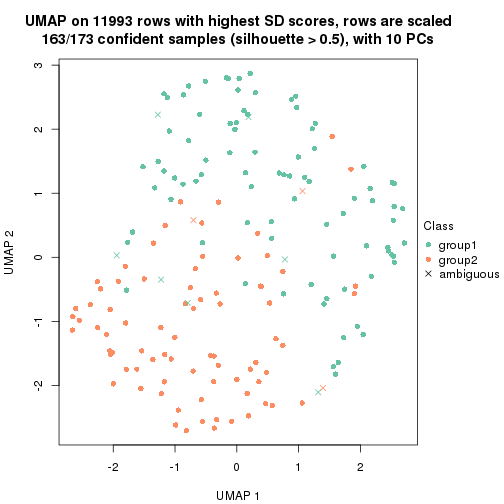 UMAP on 11993 rows with highest SD scores, rows are scaled
163/173 confident samples (silhouette > 0.5), with 10 PCs
3
2
1
0
-1
-2
UMAP 2
-2
-1
0
1
2
UMAP 1
Class
group1
group2
ambiguous